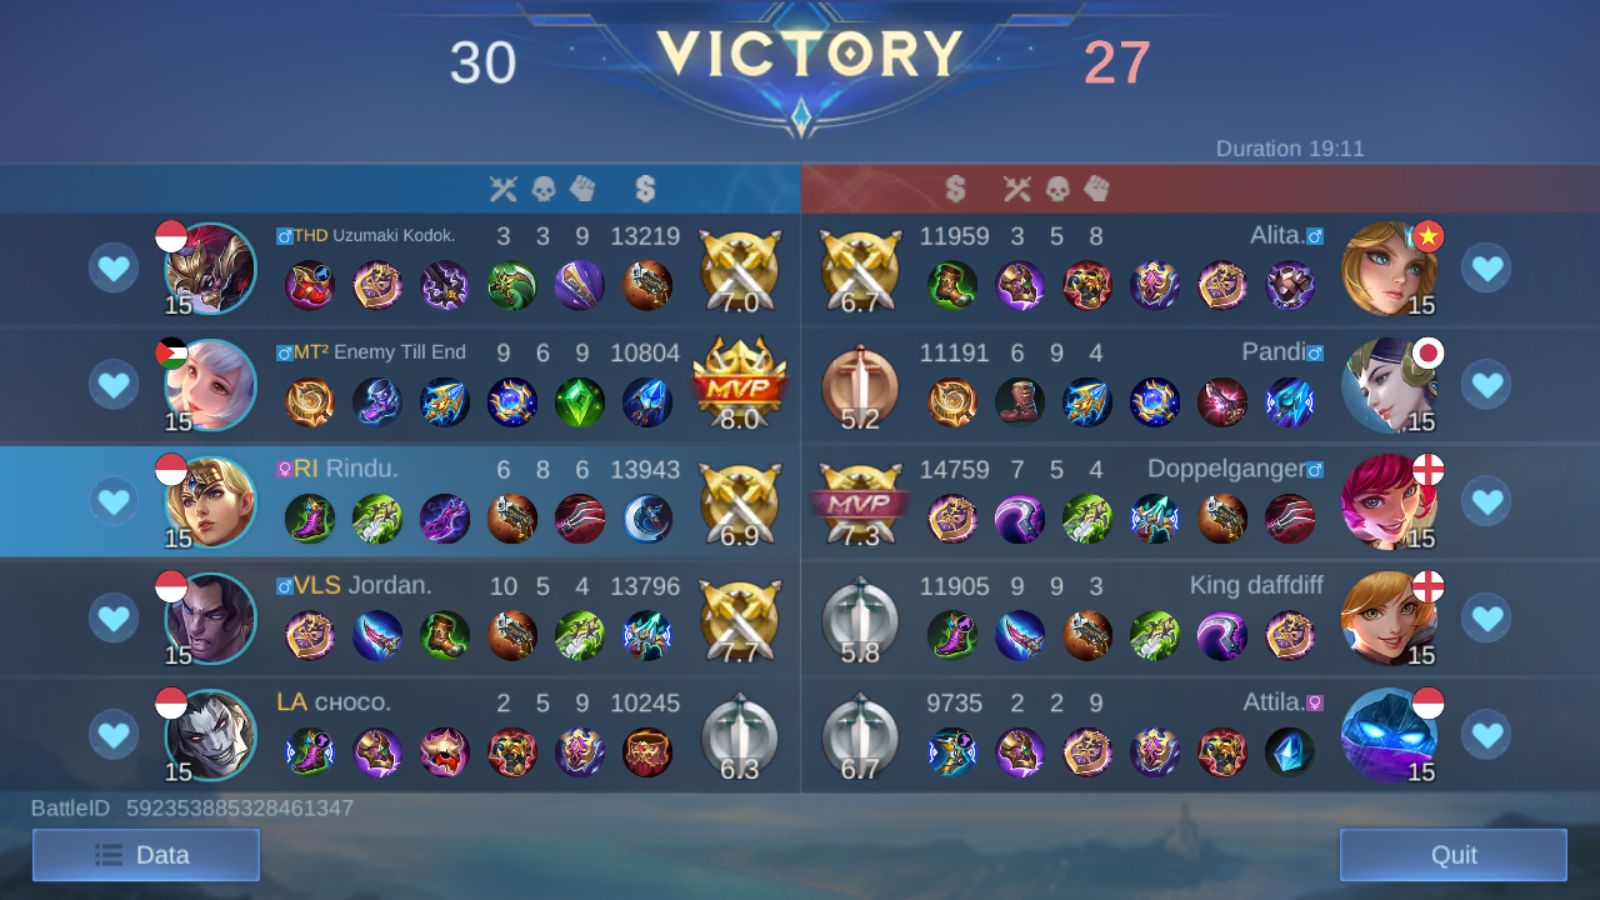 30 VICTORY 27
Duration 19:11
THD Uzumaki Kodok. 3 3 9 13219
15 7.0
6.7 11959 3 5 8 Alita.
15
MT² Enemy Till End 9 6 9 10804
15 MVP 8.0
5.2 11191 6 9 4 Pandi
15
RI Rindu. 6 8 6 13943
15 6.9
MVP 7.3 14759 7 5 4 Doppelganger
15
VLS Jordan. 10 5 4 13796
15 7.7
5.8 11905 9 9 3 King daffdiff
15
LA CHOCO. 2 5 9 10245
15 6.3
6.7 9735 2 2 9 Attila.
15
BattleID 592353885328461347
Data Quit